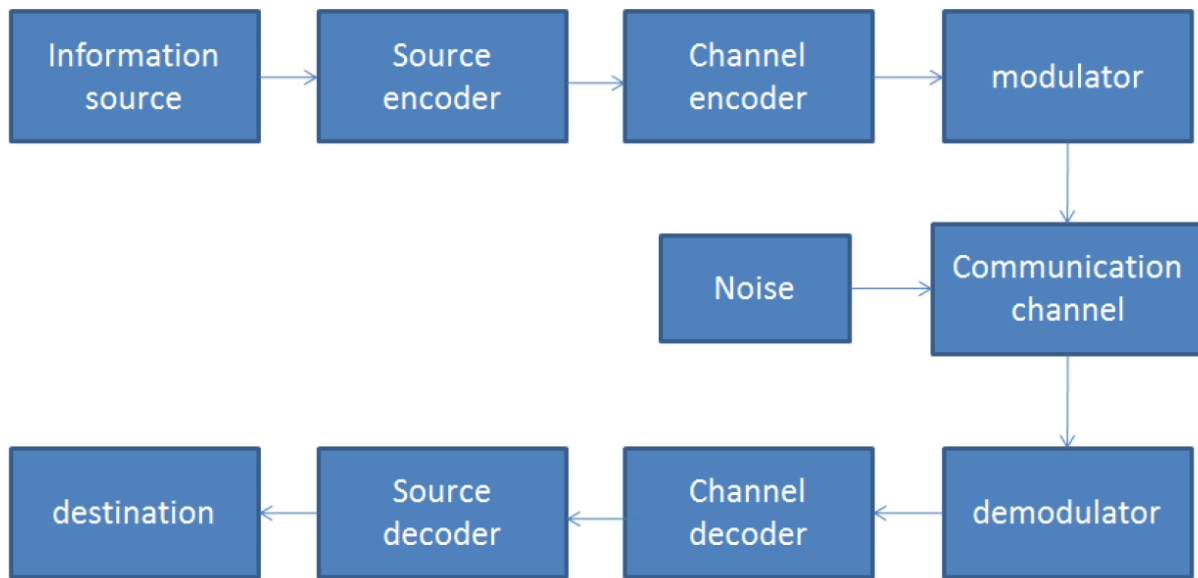 Information
source
Source
encoder
Channel
encoder
modulator
Noise
Communication
channel
destination
Source
decoder
Channel
decoder
demodulator